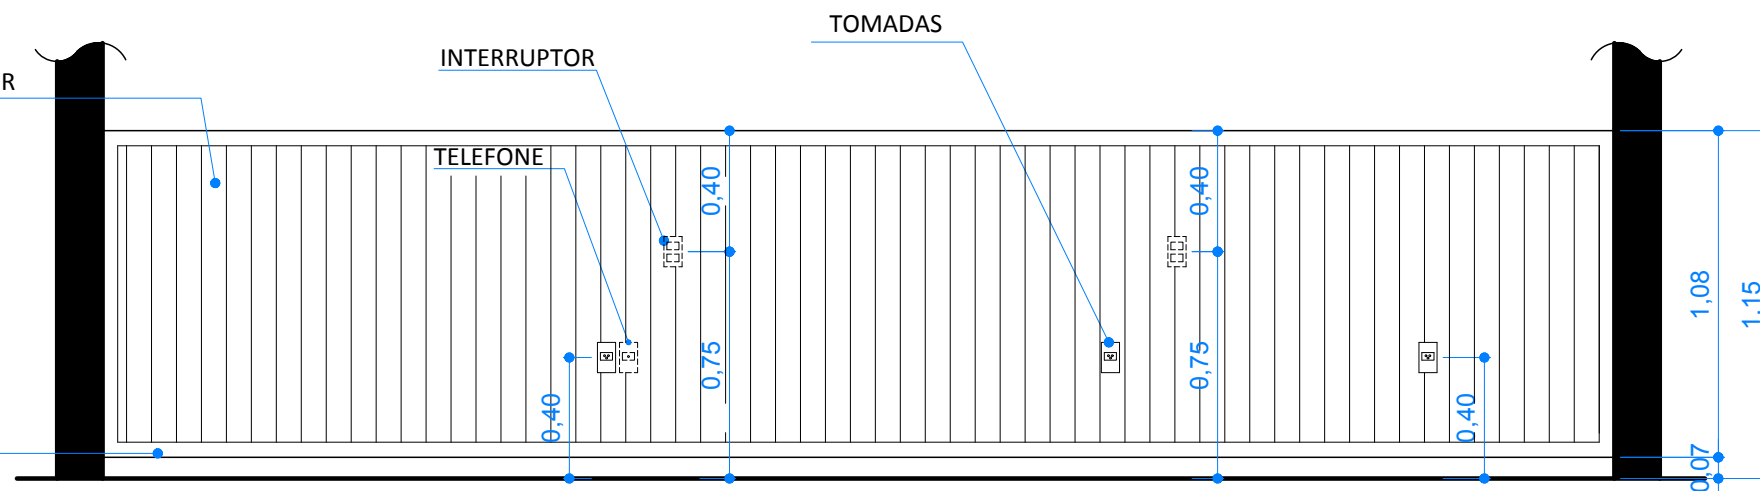 TOMADAS
INTERRUPTOR
R
TELEFONE
0,40
0,40
1,08
1,15
0,75
0,75
0,40
0,40
0,07